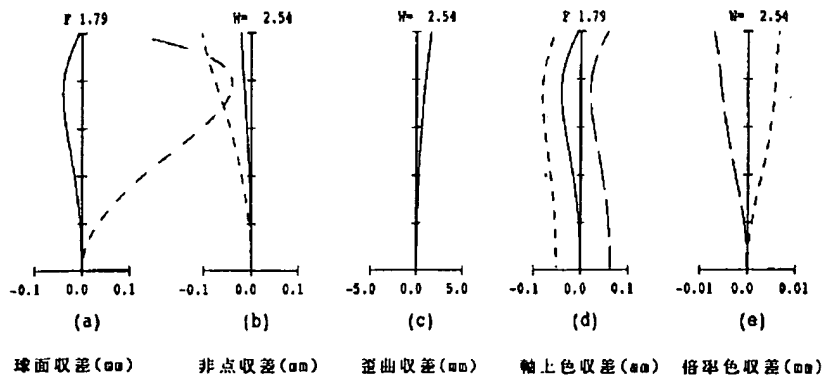 F 1.79
W= 2.54
W= 2.54
F 1.79
W= 2.54
-0.1 0.0 0.1
-0.1 0.0 0.1
-5.0 0.0 5.0
-0.1 0.0 0.1
-0.01 0.0 0.01
(a)
(b)
(c)
(d)
(e)
球面収差(mm)
非点収差(mm)
歪曲収差(mm)
軸上色収差(mm)
倍率色収差(mm)